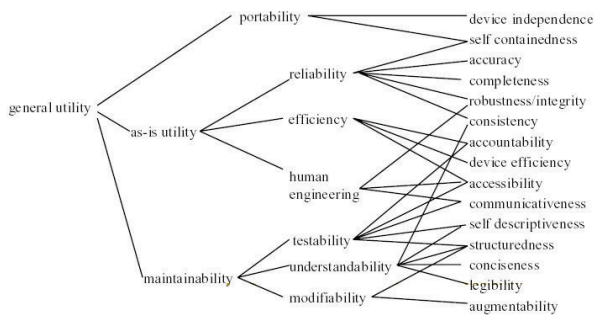 general utility
portability
as-is utility
maintainability
reliability
efficiency
human
engineering
testability
understandability
modifiability
device independence
self containedness
accuracy
completeness
robustness/integrity
consistency
accountability
device efficiency
accessibility
communicativeness
self descriptiveness
structuredness
conciseness
legibility
augmentability